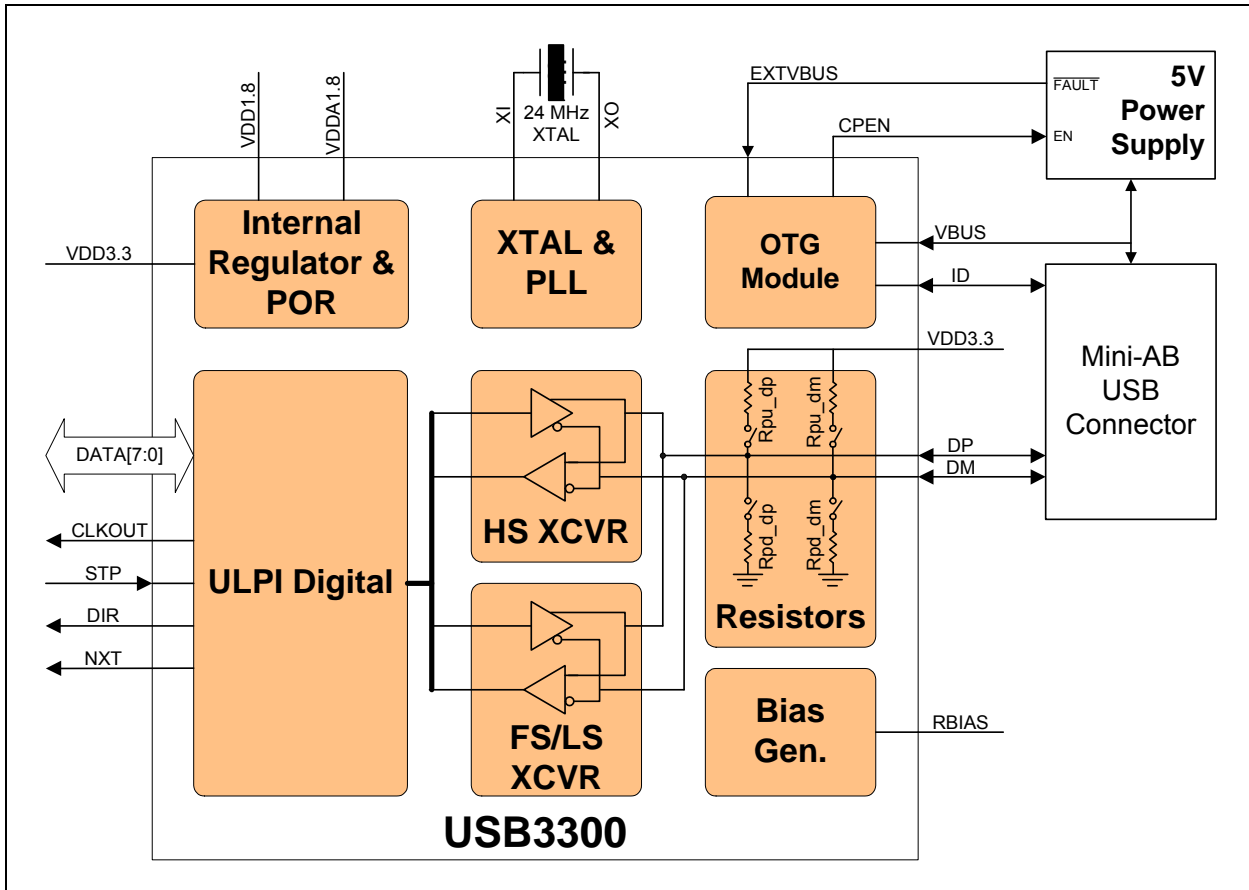 VDD1.8
VDDA1.8
XI
24 MHz
XTAL
XO
EXTVBUS
CPEN
FAULT
EN
5V
Power
Supply
Internal
Regulator &
POR
VDD3.3
XTAL &
PLL
OTG
Module
VBUS
ID
VDD3.3
Mini-AB
USB
Connector
DATA[7:0]
CLKOUT
STP
DIR
NXT
ULPI Digital
HS XCVR
FS/LS
XCVR
Rpu_dp
Rpu_dm
Rpd_dp
Rpd_dm
Resistors
DP
DM
Bias
Gen.
RBIAS
USB3300